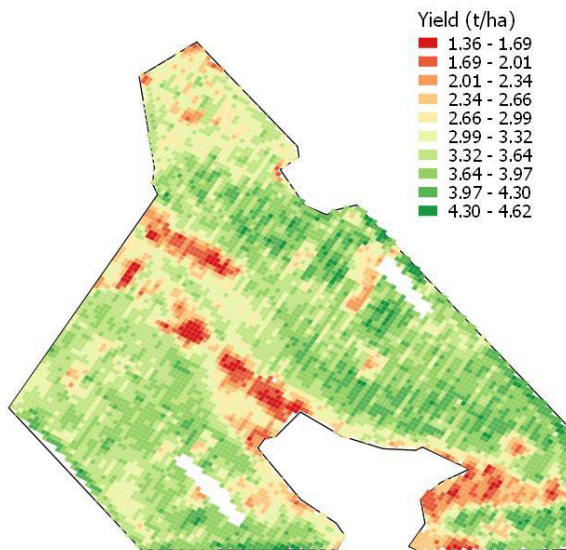 Yield (t/ha)
1.36 - 1.69
1.69 - 2.01
2.01 - 2.34
2.34 - 2.66
2.66 - 2.99
2.99 - 3.32
3.32 - 3.64
3.64 - 3.97
3.97 - 4.30
4.30 - 4.62